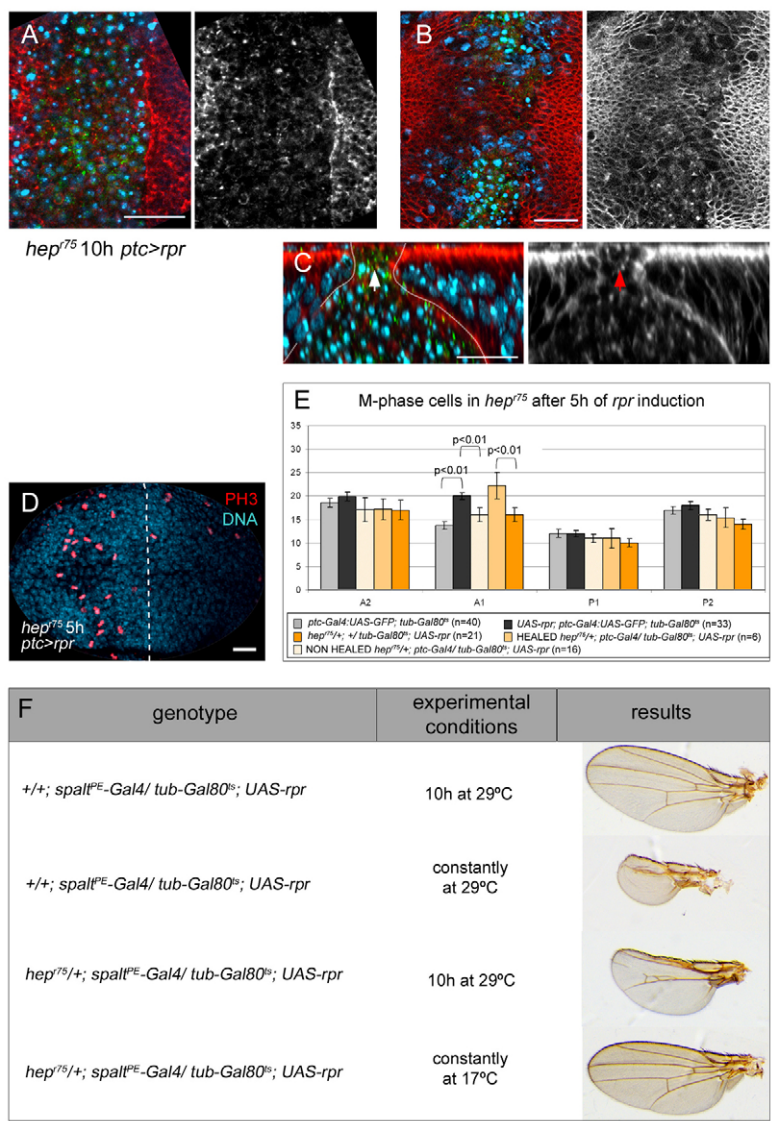 A
B
hep^r75 10h ptc>rpr
C
D
PH3
DNA
hep^r75 5h
ptc>rpr
E
M-phase cells in hep^r75 after 5h of rpr induction
35
30
25
20
15
10
5
0
p<0.01
p<0.01
p<0.01
A2
A1
P1
P2
ptc-Gal4:UAS-GFP; tub-Gal80^ts (n=40)
UAS-rpr; ptc-Gal4:UAS-GFP; tub-Gal80^ts (n=33)
hep^r75/+; +/ tub-Gal80^ts; UAS-rpr (n=21)
HEALED hep^r75/+; ptc-Gal4/ tub-Gal80^ts; UAS-rpr (n=6)
NON HEALED hep^r75/+; ptc-Gal4/ tub-Gal80^ts; UAS-rpr (n=16)
F
genotype
experimental
conditions
results
+/+; spalt^PE-Gal4/ tub-Gal80^ts; UAS-rpr
10h at 29ºC
+/+; spalt^PE-Gal4/ tub-Gal80^ts; UAS-rpr
constantly
at 29ºC
hep^r75/+; spalt^PE-Gal4/ tub-Gal80^ts; UAS-rpr
10h at 29ºC
hep^r75/+; spalt^PE-Gal4/ tub-Gal80^ts; UAS-rpr
constantly
at 17ºC